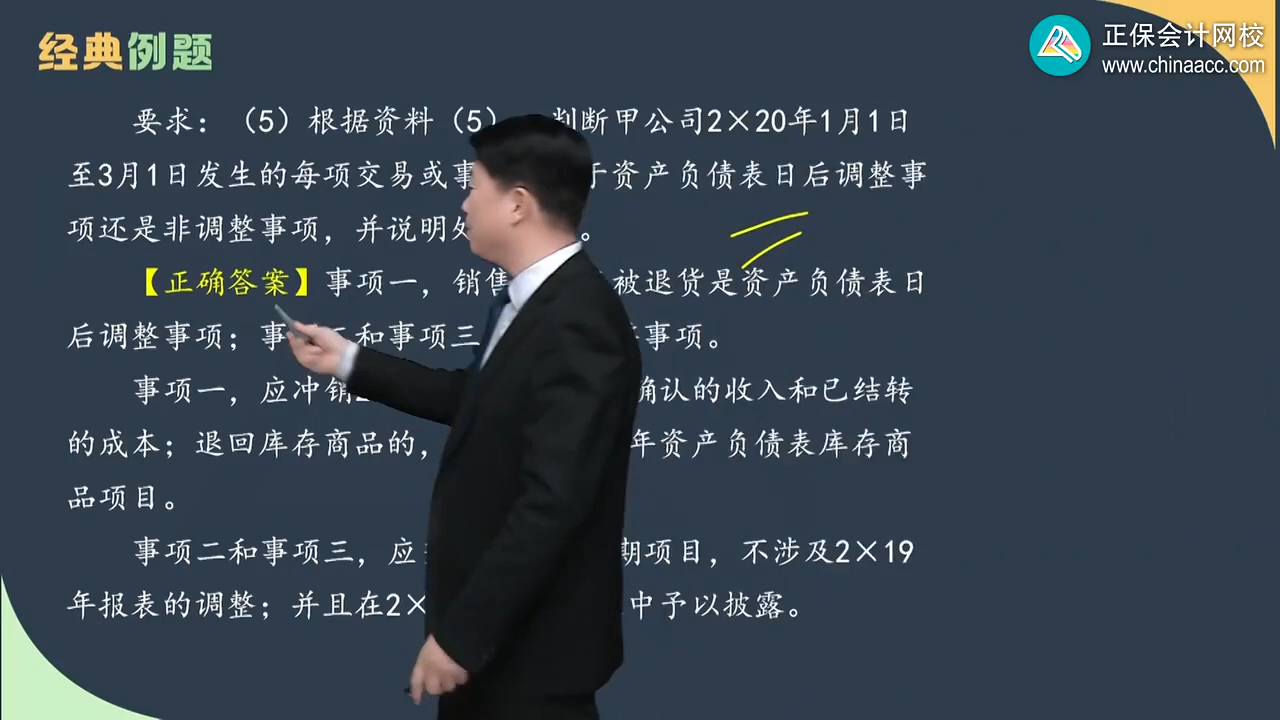 经典例题
正保会计网校
www.chinaacc.com
要求：（5）根据资料（5） 判断甲公司2×20年1月1日
至3月1日发生的每项交易或事 于资产负债表日后调整事
项还是非调整事项，并说明处 。
【正确答案】事项一，销售 被退货是资产负债表日
后调整事项；事 和事项三 事项。
事项一，应冲销 确认的收入和已结转
的成本；退回库存商品的， 年资产负债表库存商
品项目。
事项二和事项三，应 期项目，不涉及2×19
年报表的调整；并且在2× 中予以披露。